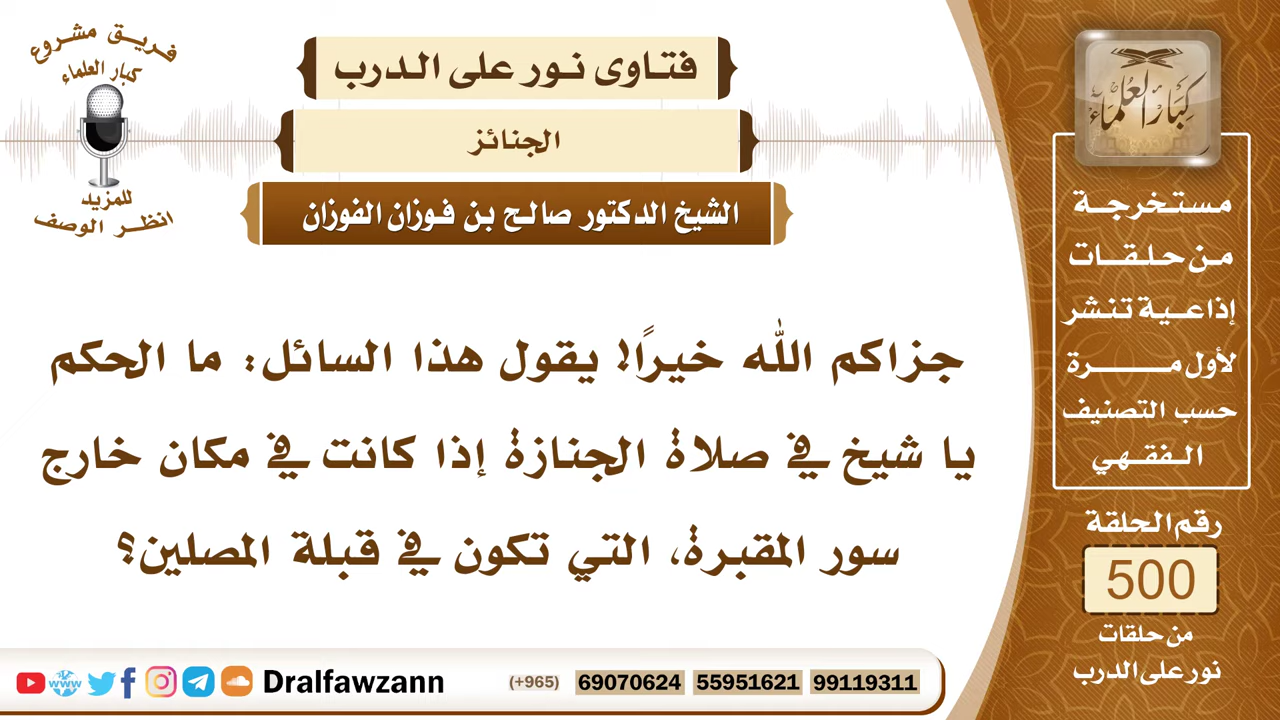 فريق مشروع
كبار العلماء
للمزيد
انظر الوصف
فتاوى نور على الدرب
الجنائز
الشيخ الدكتور صالح بن فوزان الفوزان
جزاكم الله خيرًا! يقول هذا السائل: ما الحكم
يا شيخ في صلاة الجنازة إذا كانت في مكان خارج
سور المقبرة، التي تكون في قبلة المصلين؟
كبار العلماء
مستخرجة
من حلقات
إذاعية تنشر
لأول مرة
حسب التصنيف
الفقهي
رقم الحلقة
500
من حلقات
نور على الدرب
www
Dralfawzann
(+965) 69070624 55951621 99119311